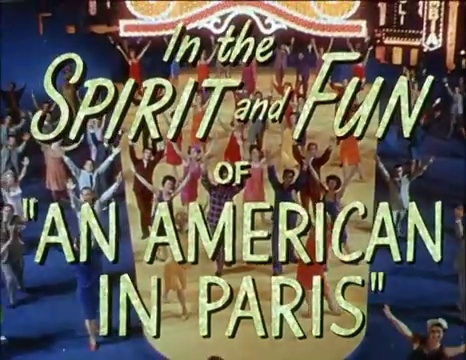 In the
SPIRIT and FUN
OF
"AN AMERICAN
IN PARIS"